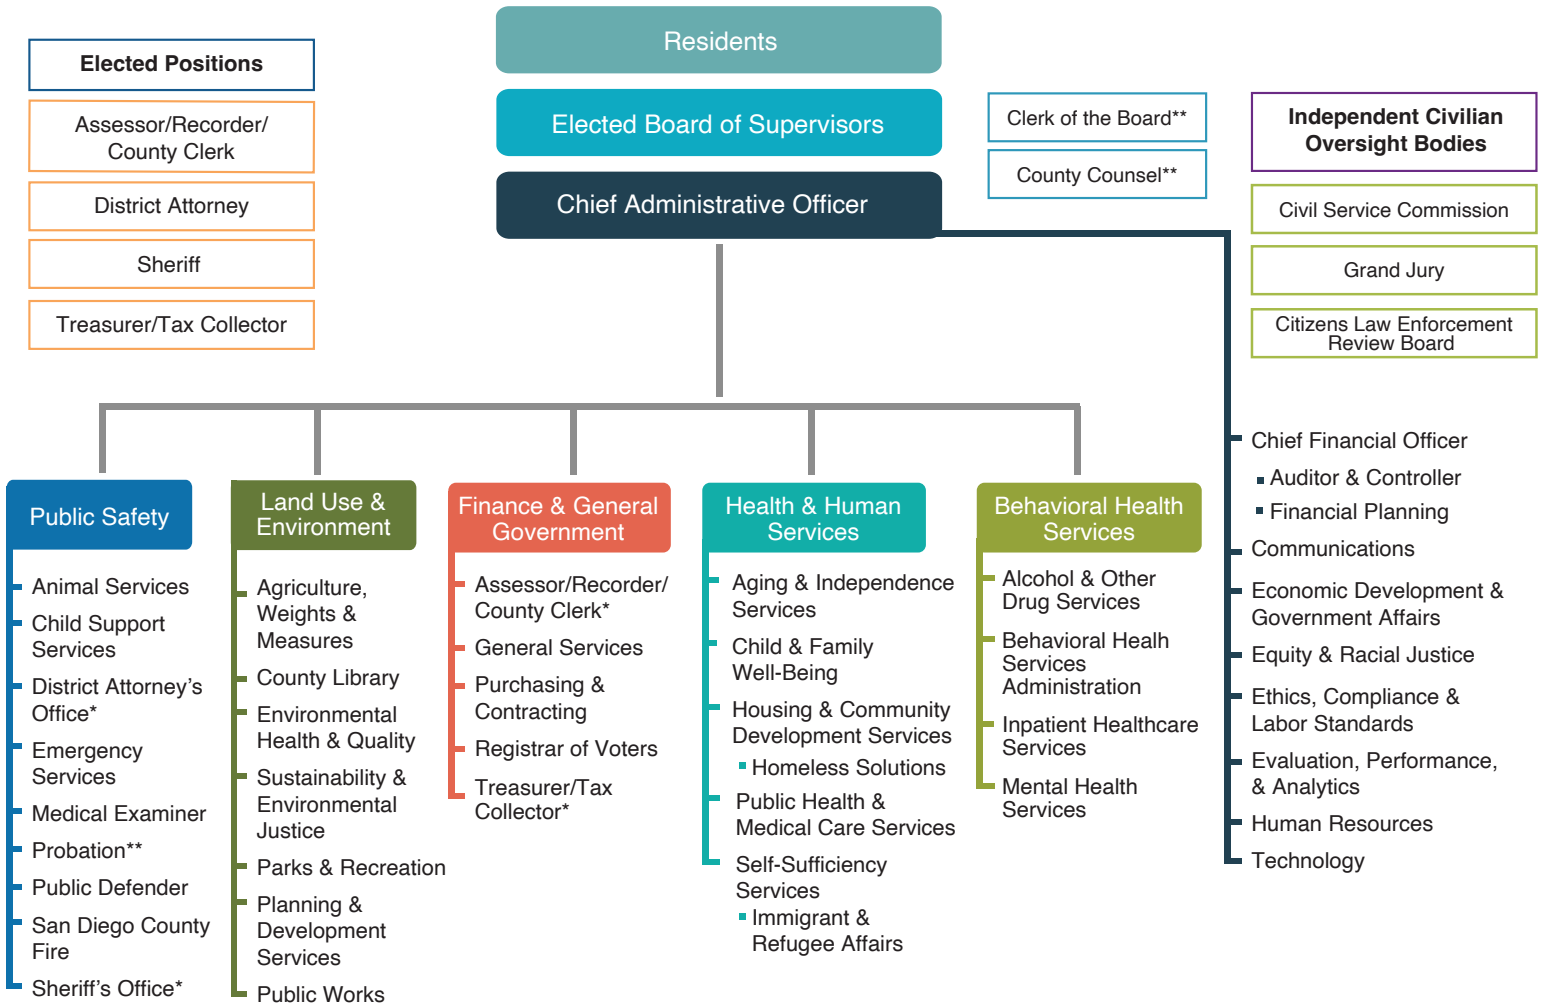 Residents
Elected Board of Supervisors
Chief Administrative Officer
Elected Positions
Assessor/Recorder/
County Clerk
District Attorney
Sheriff
Treasurer/Tax Collector
Clerk of the Board**
County Counsel**
Independent Civilian
Oversight Bodies
Civil Service Commission
Grand Jury
Citizens Law Enforcement
Review Board
Public Safety
Animal Services
Child Support
Services
District Attorney’s
Office*
Emergency
Services
Medical Examiner
Probation**
Public Defender
San Diego County
Fire
Sheriff’s Office*
Land Use &
Environment
Agriculture,
Weights &
Measures
County Library
Environmental
Health & Quality
Sustainability &
Environmental
Justice
Parks & Recreation
Planning &
Development
Services
Public Works
Finance & General
Government
Assessor/Recorder/
County Clerk*
General Services
Purchasing &
Contracting
Registrar of Voters
Treasurer/Tax
Collector*
Health & Human
Services
Aging & Independence
Services
Child & Family
Well-Being
Housing & Community
Development Services
Homeless Solutions
Public Health &
Medical Care Services
Self-Sufficiency
Services
Immigrant &
Refugee Affairs
Behavioral Health
Services
Alcohol & Other
Drug Services
Behavioral Healh
Services
Administration
Inpatient Healthcare
Services
Mental Health
Services
Chief Financial Officer
Auditor & Controller
Financial Planning
Communications
Economic Development &
Government Affairs
Equity & Racial Justice
Ethics, Compliance &
Labor Standards
Evaluation, Performance,
& Analytics
Human Resources
Technology